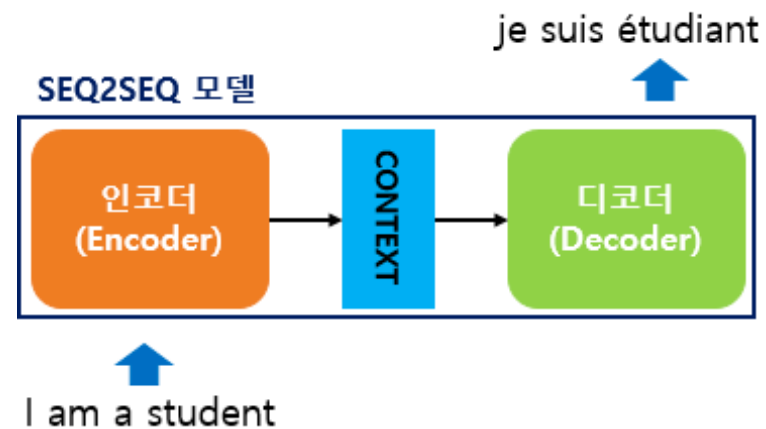 je suis étudiant
SEQ2SEQ 모델
인코더
(Encoder)
CONTEXT
디코더
(Decoder)
I am a student